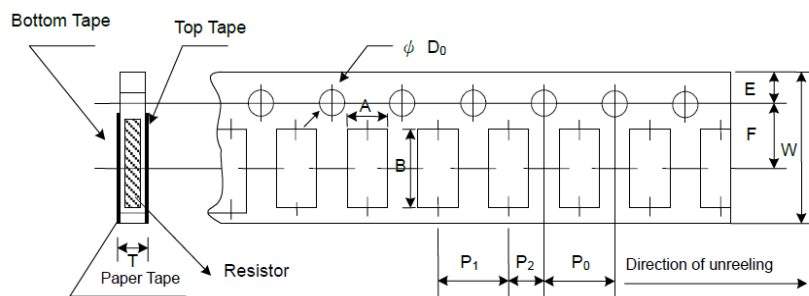 Bottom Tape
Top Tape
ϕ D₀
A
B
E
F
W
T
Paper Tape
Resistor
P₁
P₂
P₀
Direction of unreeling